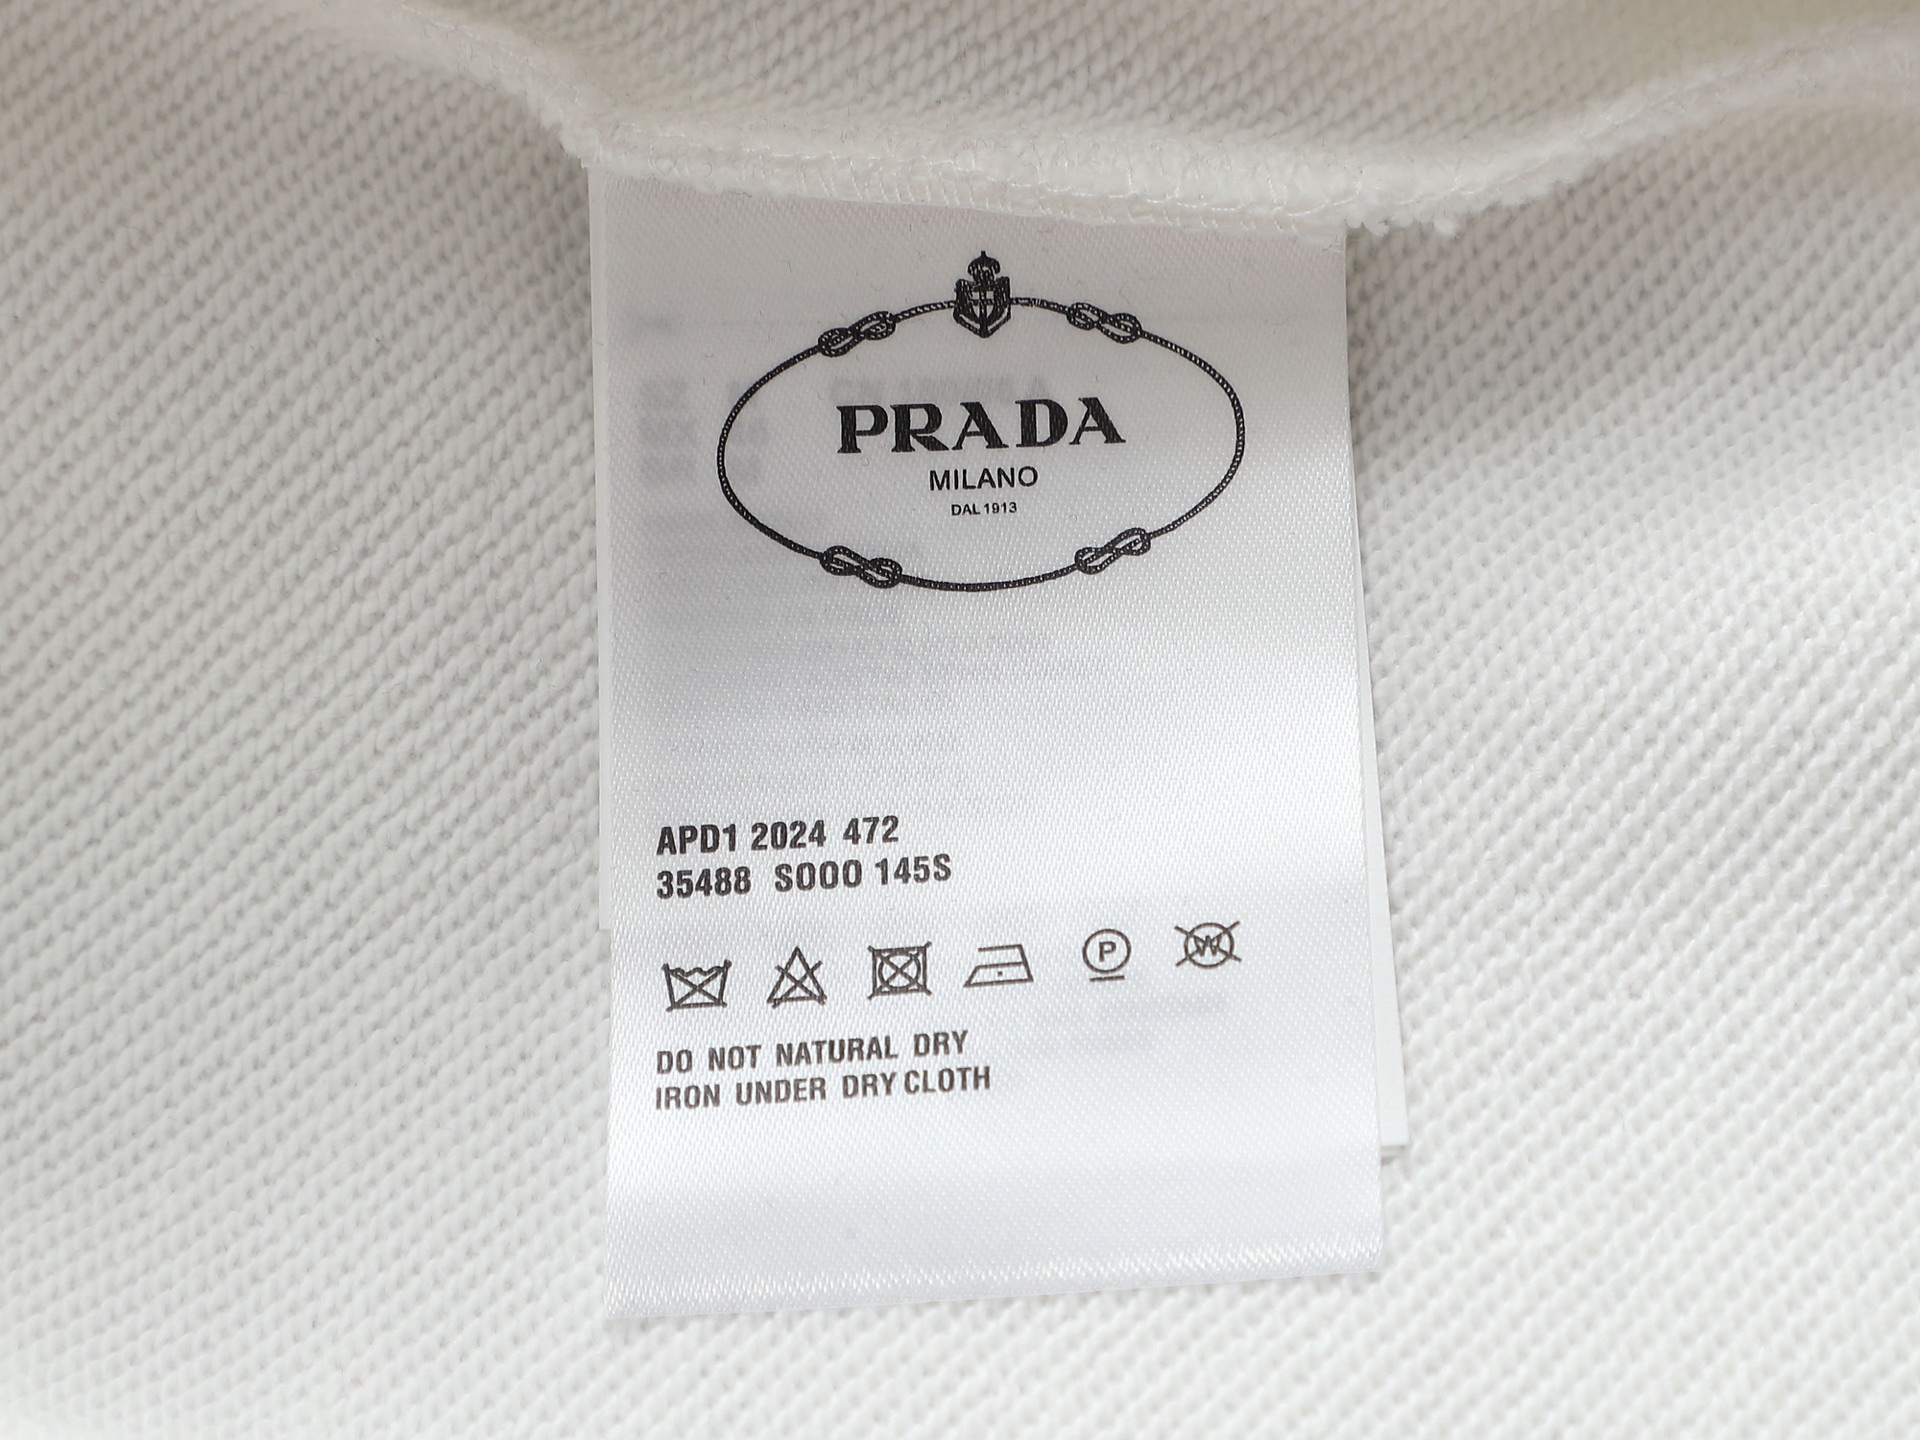 PRADA
MILANO
DAL 1913
APD1 2024 472
35488 S000 145S
P
W
DO NOT NATURAL DRY
IRON UNDER DRY CLOTH